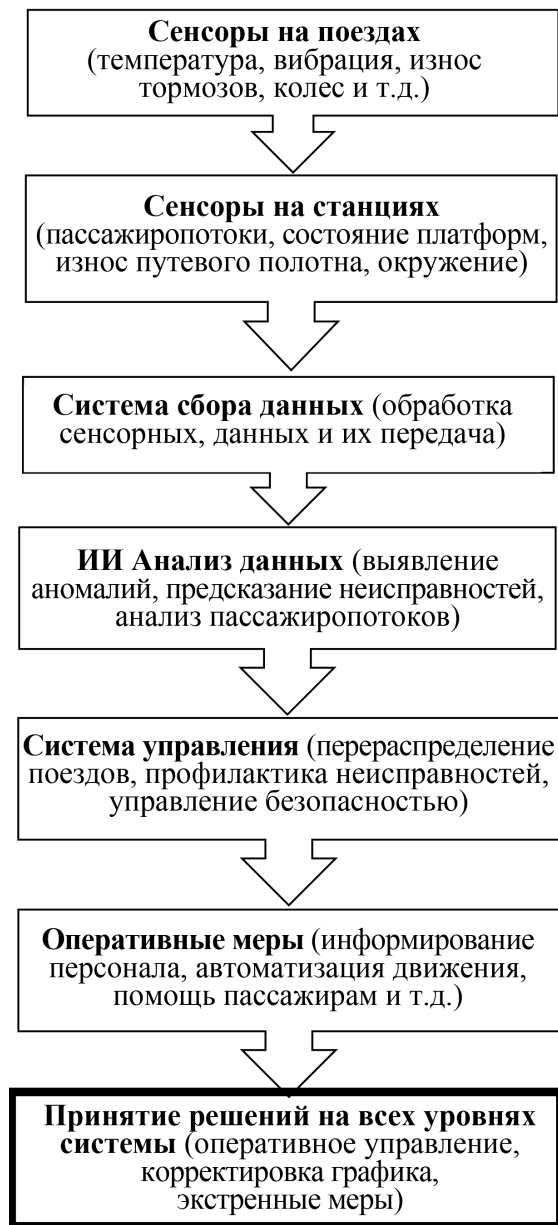 Сенсоры на поездах
(температура, вибрация, износ
тормозов, колес и т.д.)
Сенсоры на станциях
(пассажиропотоки, состояние платформ,
износ путевого полотна, окружение)
Система сбора данных (обработка
сенсорных, данных и их передача)
ИИ Анализ данных (выявление
аномалий, предсказание неисправностей,
анализ пассажиропотоков)
Система управления (перераспределение
поездов, профилактика неисправностей,
управление безопасностью)
Оперативные меры (информирование
персонала, автоматизация движения,
помощь пассажирам и т.д.)
Принятие решений на всех уровнях
системы (оперативное управление,
корректировка графика,
экстренные меры)